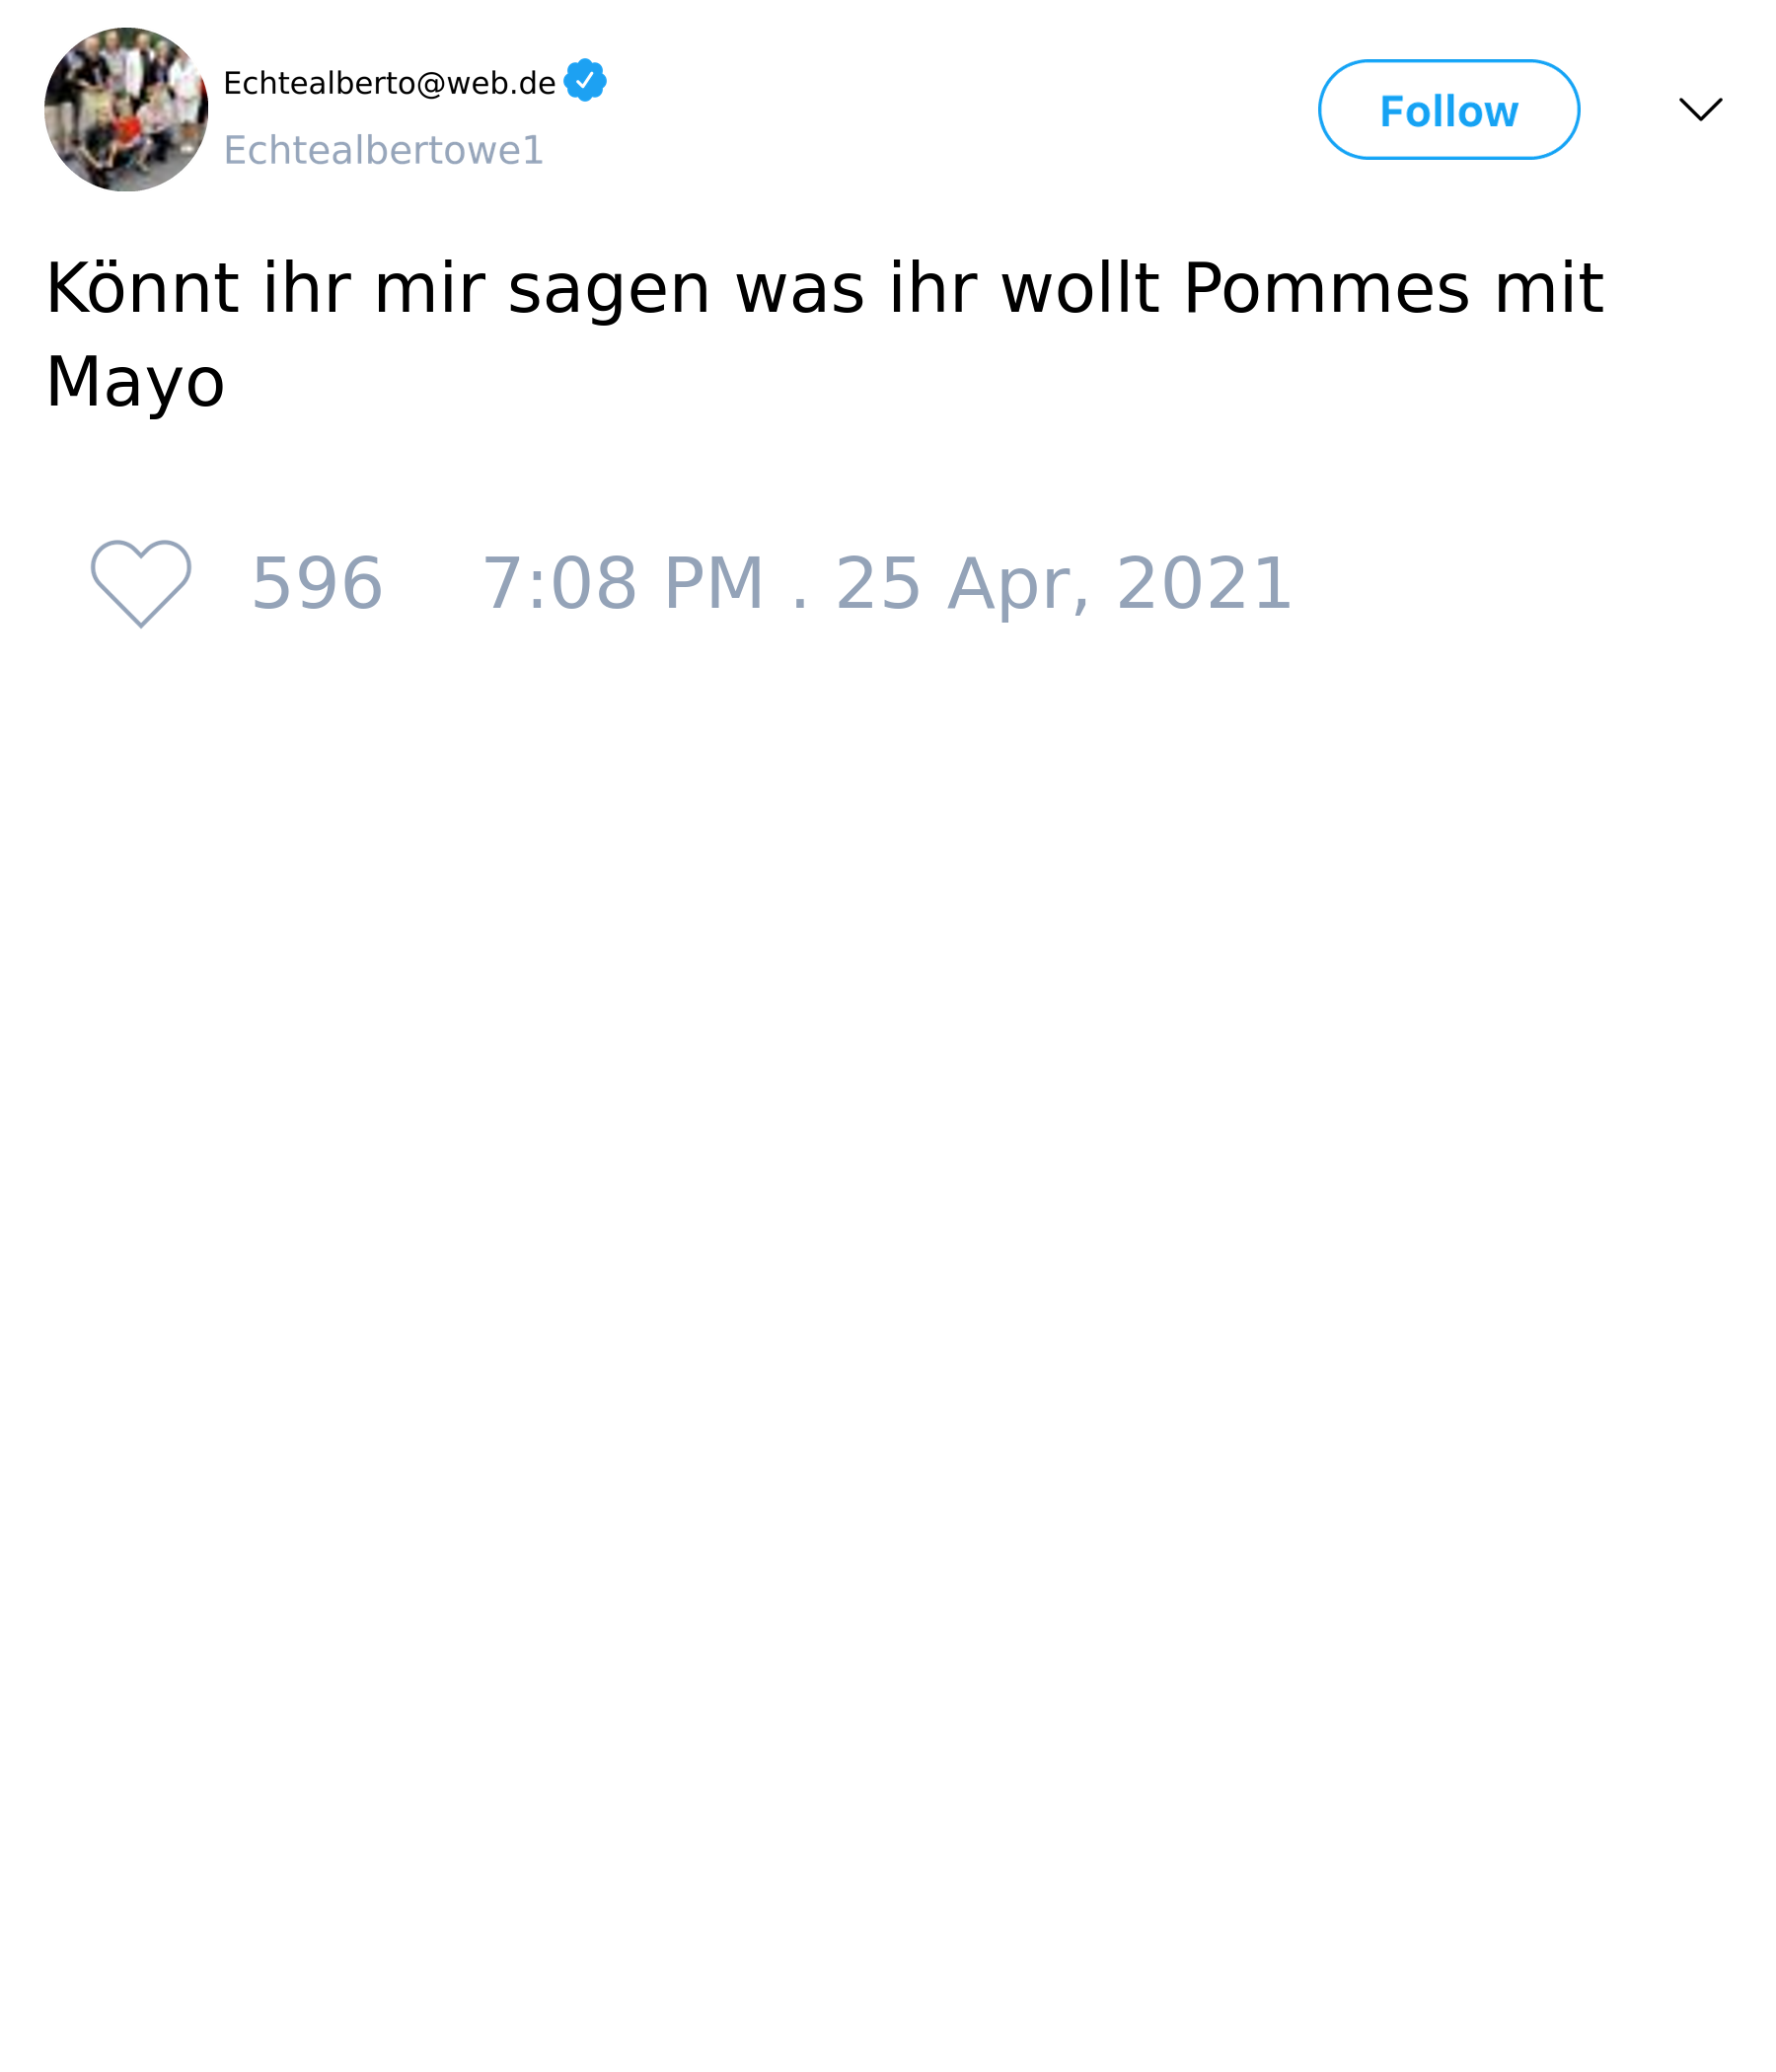 Echtealberto@web.de
Echtealbertowe1
Follow
Könnt ihr mir sagen was ihr wollt Pommes mit
Mayo
596 7:08 PM . 25 Apr, 2021